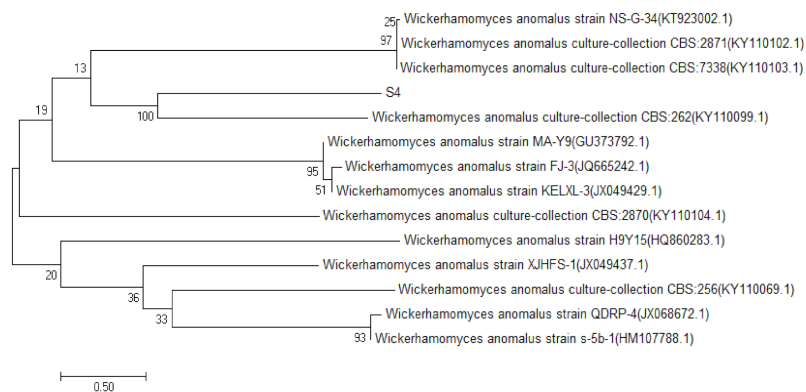 Wickerhamomyces anomalus strain NS-G-34(KT923002.1)
25
Wickerhamomyces anomalus culture-collection CBS:2871(KY110102.1)
97
Wickerhamomyces anomalus culture-collection CBS:7338(KY110103.1)
13
S4
19
100
Wickerhamomyces anomalus culture-collection CBS:262(KY110099.1)
Wickerhamomyces anomalus strain MA-Y9(GU373792.1)
95
Wickerhamomyces anomalus strain FJ-3(JQ665242.1)
51
Wickerhamomyces anomalus strain KELXL-3(JX049429.1)
Wickerhamomyces anomalus culture-collection CBS:2870(KY110104.1)
Wickerhamomyces anomalus strain H9Y15(HQ860283.1)
20
Wickerhamomyces anomalus strain XJHFS-1(JX049437.1)
36
Wickerhamomyces anomalus culture-collection CBS:256(KY110069.1)
33
Wickerhamomyces anomalus strain QDRP-4(JX068672.1)
93
Wickerhamomyces anomalus strain s-5b-1(HM107788.1)
0.50